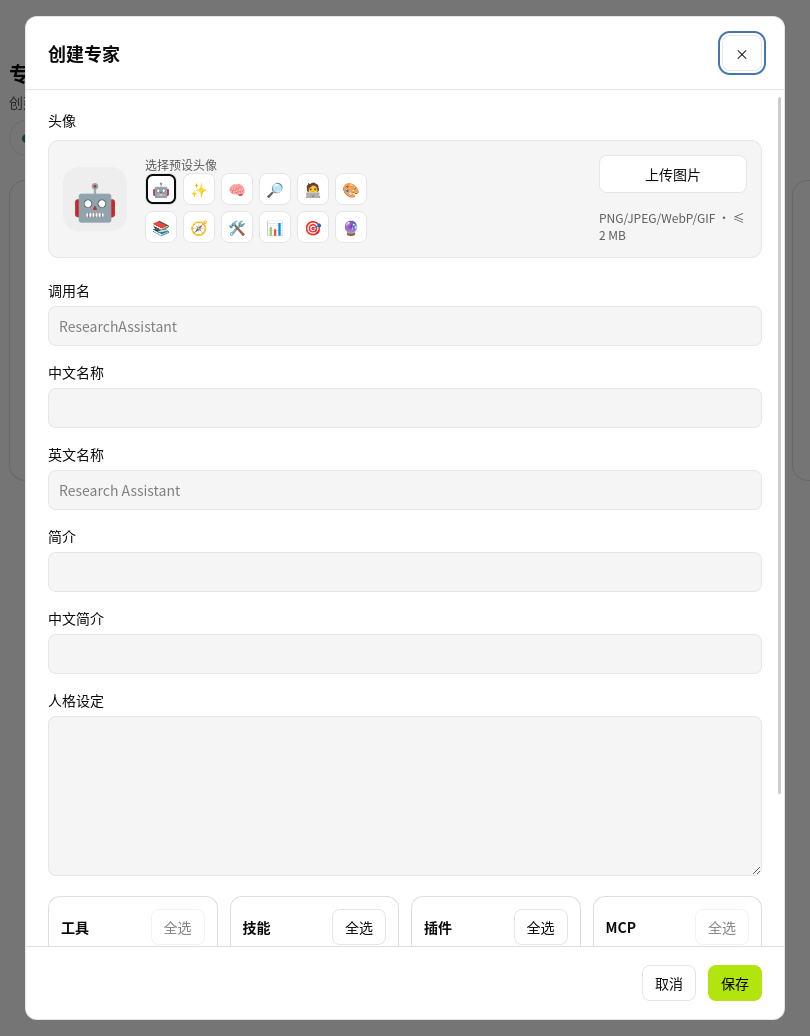 专
创
创建专家
头像
选择预设头像
上传图片
PNG/JPEG/WebP/GIF · ≤
2 MB
调用名
ResearchAssistant
中文名称
英文名称
Research Assistant
简介
中文简介
人格设定
工具 全选 技能 全选 插件 全选 MCP 全选
取消 保存